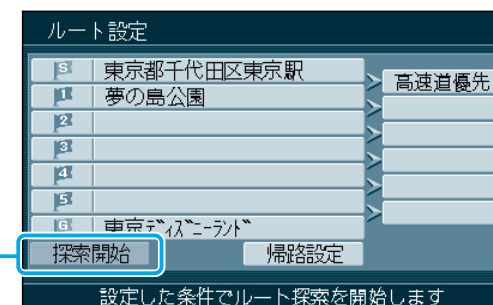 ルート設定
S 東京都千代田区東京駅
高速道優先
1 夢の島公園
2
3
4
5
G 東京ﾃﾞｨｽﾞﾆｰﾗﾝﾄﾞ
探索開始 帰路設定
設定した条件でルート探索を開始します